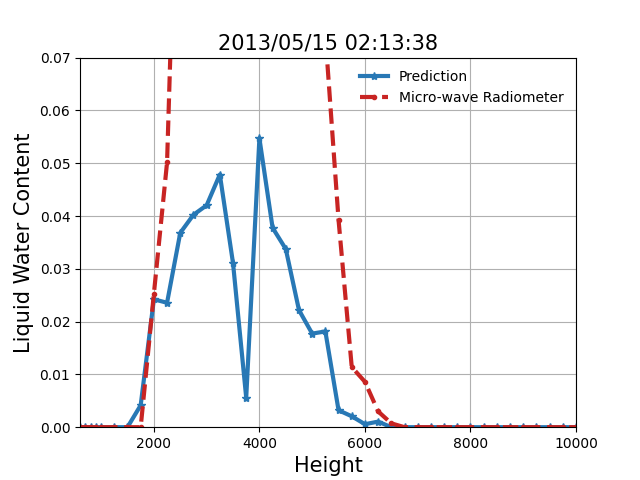 2013/05/15 02:13:38
Prediction
Micro-wave Radiometer
Liquid Water Content
0.07
0.06
0.05
0.04
0.03
0.02
0.01
0.00
2000 4000 6000 8000 10000
Height